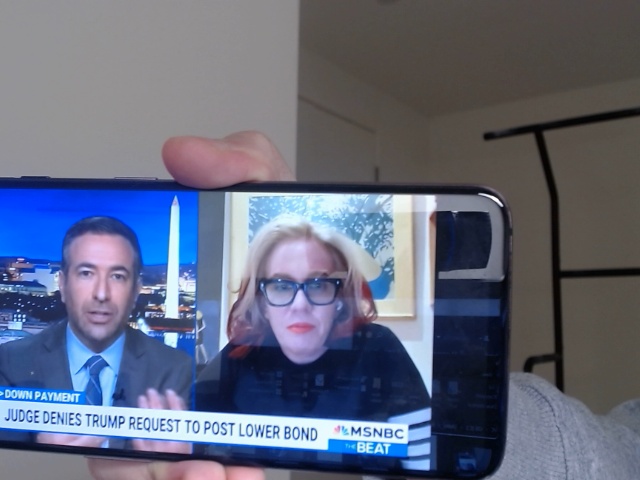 DOWN PAYMENT
JUDGE DENIES TRUMP REQUEST TO POST LOWER BOND
MSNBC
THE BEAT